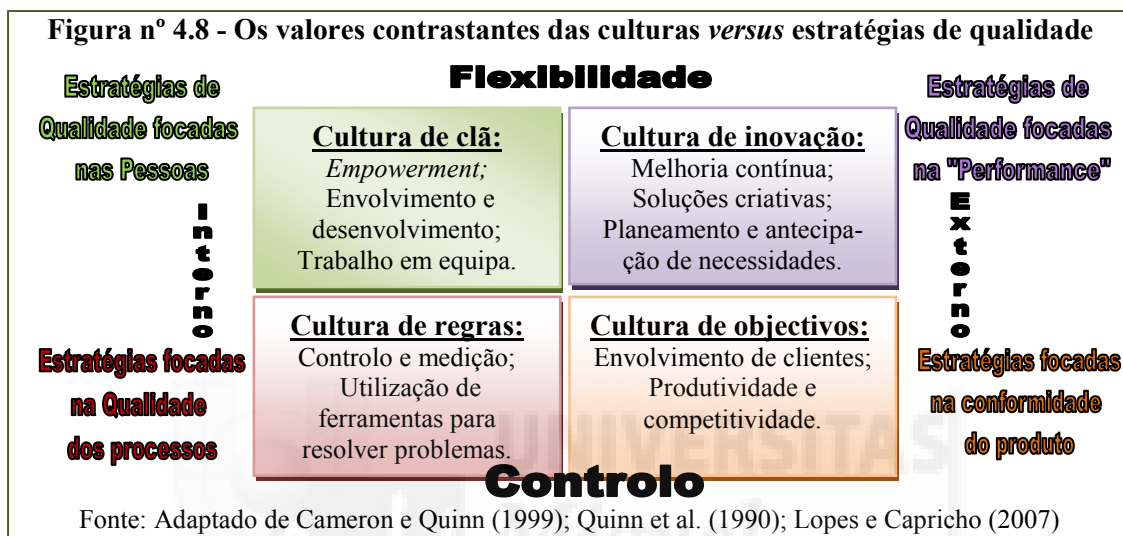 Figura nº 4.8 - Os valores contrastantes das culturas versus estratégias de qualidade
Flexibilidade
Estratégias de
Qualidade focadas
nas Pessoas
Cultura de clã:
Empowerment;
Envolvimento e
desenvolvimento;
Trabalho em equipa.
Cultura de inovação:
Melhoria contínua;
Soluções criativas;
Planeamento e antecipa-
ção de necessidades.
Estratégias de
Qualidade focadas
na "Performance"
Interno
Externo
Estratégias focadas
na Qualidade
dos processos
Cultura de regras:
Controlo e medição;
Utilização de
ferramentas para
resolver problemas.
Cultura de objectivos:
Envolvimento de clientes;
Produtividade e
competitividade.
Estratégias focadas
na conformidade
do produto
UNIVERSITAS
Controlo
Fonte: Adaptado de Cameron e Quinn (1999); Quinn et al. (1990); Lopes e Capricho (2007)